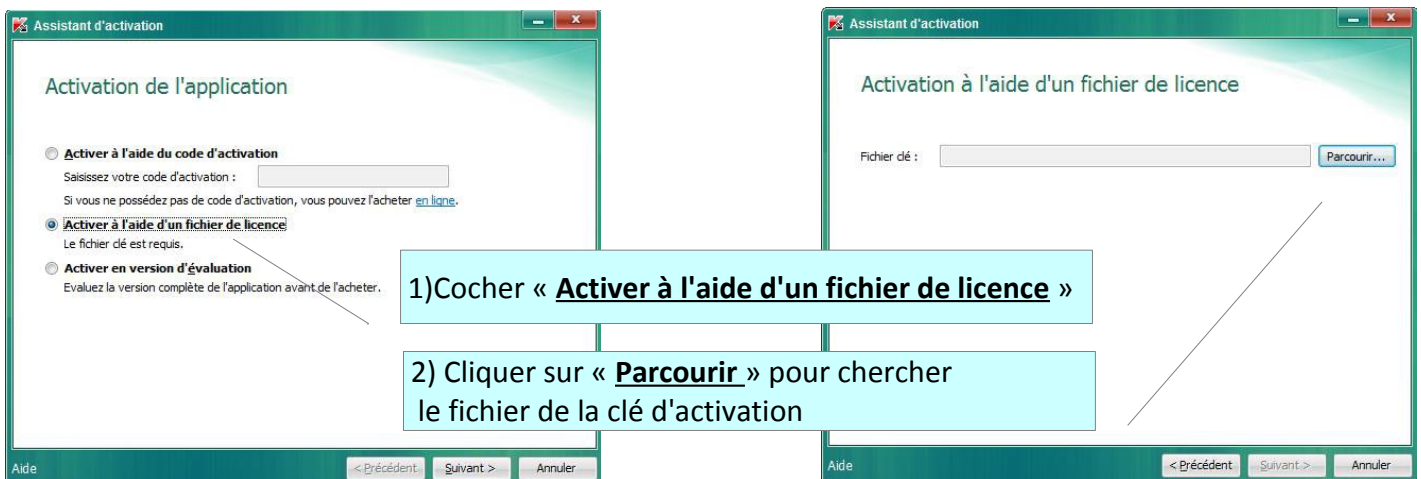 Assistant d'activation
Activation de l'application
Activer à l'aide du code d'activation
Saisissez votre code d'activation :
Si vous ne possédez pas de code d'activation, vous pouvez l'acheter en ligne.
Activer à l'aide d'un fichier de licence
Le fichier clé est requis.
Activer en version d'évaluation
Evaluez la version complète de l'application avant de l'acheter.
Aide
< Précédent
Suivant >
Annuler
1)Cocher « Activer à l'aide d'un fichier de licence »
2) Cliquer sur « Parcourir » pour chercher
le fichier de la clé d'activation
Assistant d'activation
Activation à l'aide d'un fichier de licence
Fichier clé :
Parcourir...
Aide
< Précédent
Suivant >
Annuler